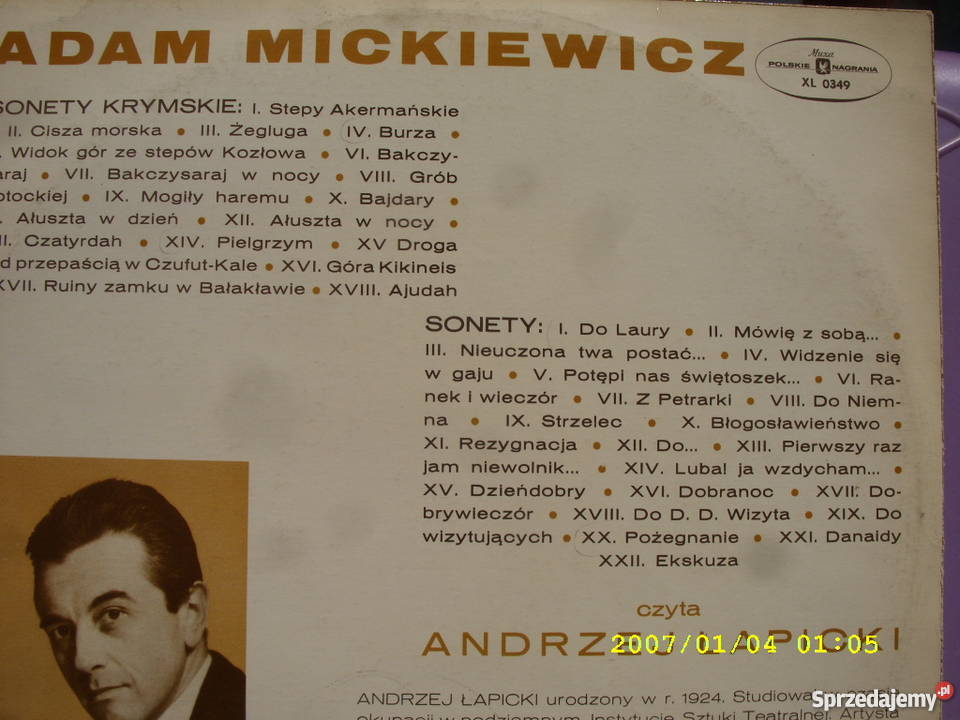 ADAM MICKIEWICZ
Muza
POLSKIE NAGRANIA
XL 0349
SONETY KRYMSKIE: I. Stepy Akermańskie
II. Cisza morska • III. Żegluga • IV. Burza •
. Widok gór ze stepów Kozłowa • VI. Bakczy-
araj • VII. Bakczysaraj w nocy • VIII. Grób
otockiej • IX. Mogiły haremu • X. Bajdary •
. Ałuszta w dzień • XII. Ałuszta w nocy •
II. Czatyrdah • XIV. Pielgrzym • XV Droga
d przepaścią w Czufut-Kale • XVI. Góra Kikineis
XVII. Ruiny zamku w Bałakławie • XVIII. Ajudah
SONETY: I. Do Laury • II. Mówię z sobą... •
III. Nieuczona twa postać... • IV. Widzenie się
w gaju • V. Potępi nas świętoszek... • VI. Ra-
nek i wieczór • VII. Z Petrarki • VIII. Do Niem-
na • IX. Strzelec • X. Błogosławieństwo •
XI. Rezygnacja • XII. Do... • XIII. Pierwszy raz
jam niewolnik... • XIV. Luba! ja wzdycham... •
XV. Dzieńdobry • XVI. Dobranoc • XVII. Do-
brywieczór • XVIII. Do D. D. Wizyta • XIX. Do
wizytujących • XX. Pożegnanie • XXI. Danaidy
XXII. Ekskuza
czyta
ANDRZEJ ŁAPICKI
2007/01/04 01:05
ANDRZEJ ŁAPICKI urodzony w r. 1924. Studiował w czasie
okupacji w podziemnym Instytucie Sztuki Teatralnej. Artysta
Sprzedajemy.pl